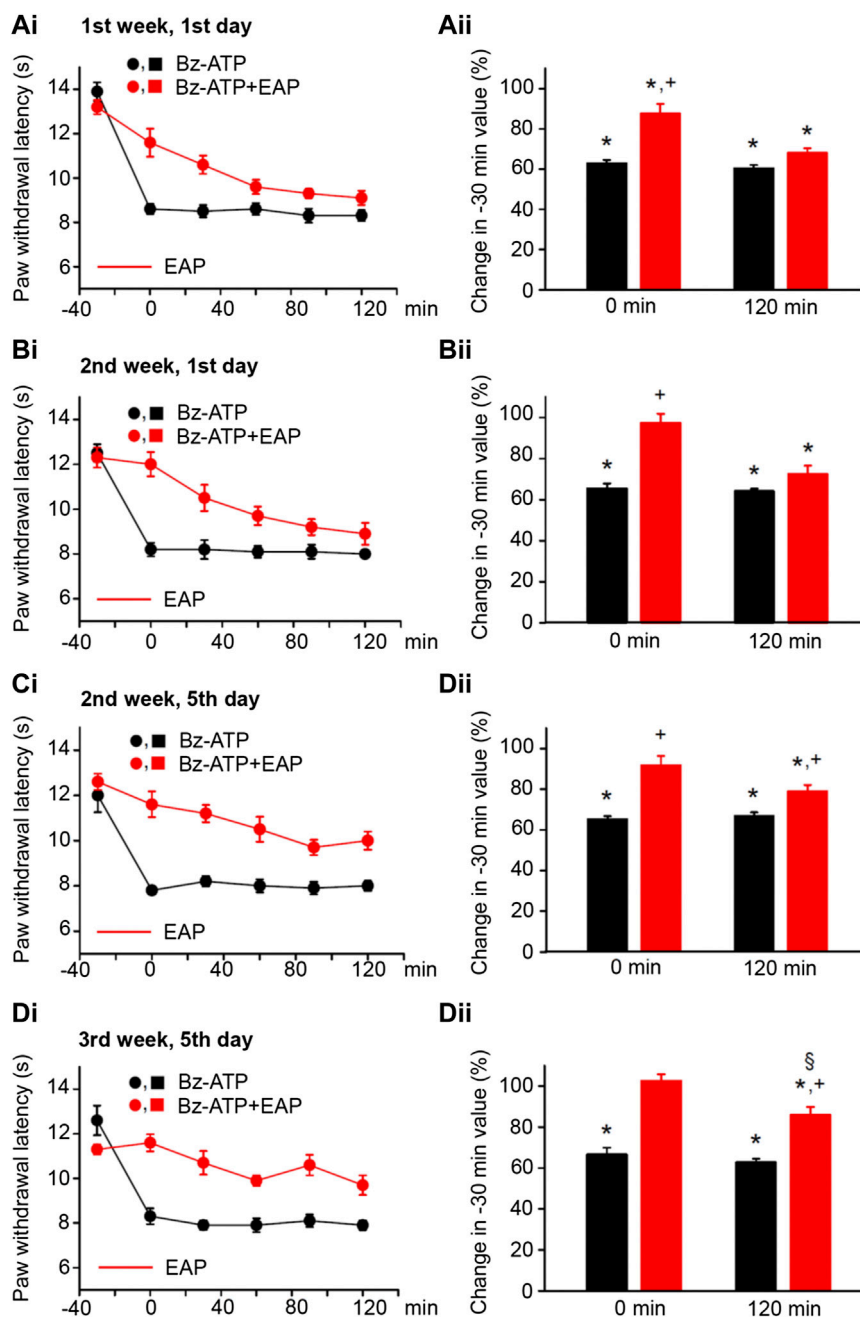 Ai
1st week, 1st day
Paw withdrawal latency (s)
14
12
10
8
6
●,■ Bz-ATP
●,■ Bz-ATP+EAP
EAP
-40 0 40 80 120 min
Aii
Change in -30 min value (%)
100
80
60
40
20
0
* *,+ * *
0 min 120 min
Bi
2nd week, 1st day
Paw withdrawal latency (s)
14
12
10
8
6
●,■ Bz-ATP
●,■ Bz-ATP+EAP
EAP
-40 0 40 80 120 min
Bii
Change in -30 min value (%)
100
80
60
40
20
0
* + * *
0 min 120 min
Ci
2nd week, 5th day
Paw withdrawal latency (s)
14
12
10
8
6
●,■ Bz-ATP
●,■ Bz-ATP+EAP
EAP
-40 0 40 80 120 min
Dii
Change in -30 min value (%)
100
80
60
40
20
0
* + * *,+
0 min 120 min
Di
3rd week, 5th day
Paw withdrawal latency (s)
14
12
10
8
6
●,■ Bz-ATP
●,■ Bz-ATP+EAP
EAP
-40 0 40 80 120 min
Dii
Change in -30 min value (%)
100
80
60
40
20
0
§
* * *,+
0 min 120 min